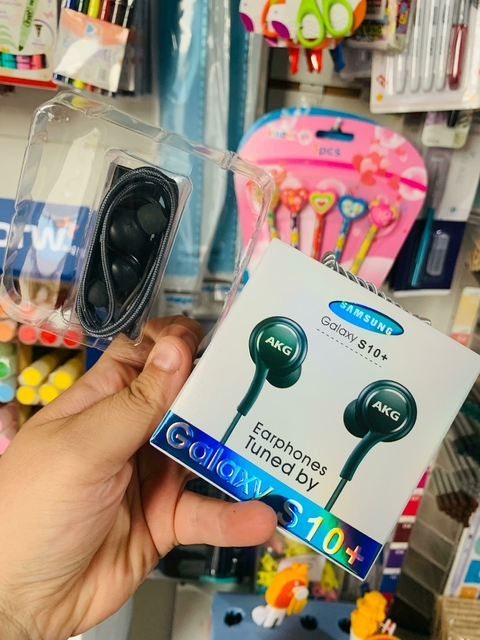 SAMSUNG
Galaxy S10+
AKG
AKG
Earphones
Tuned by
Galaxy S10+